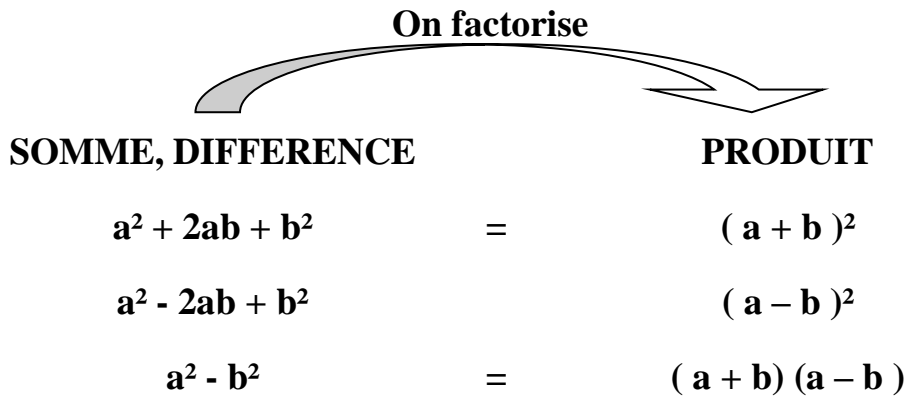 On factorise
SOMME, DIFFERENCE PRODUIT
a² + 2ab + b² = ( a + b )²
a² - 2ab + b² ( a – b )²
a² - b² = ( a + b) (a – b )